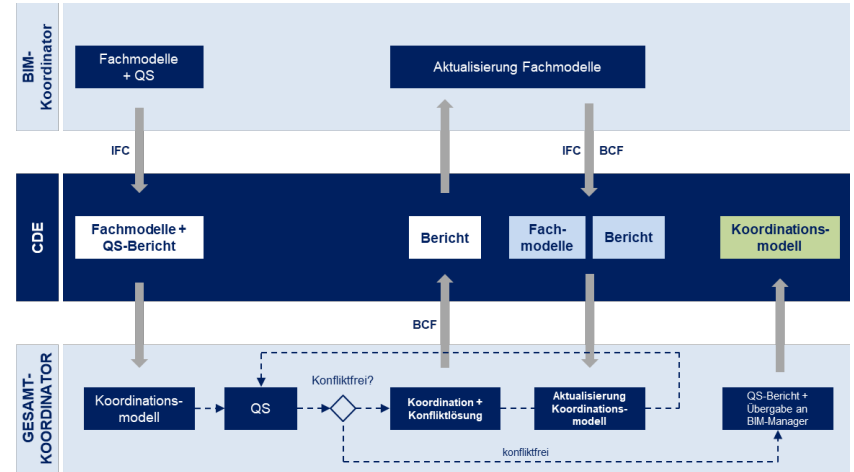 BIM-
Koordinator
Fachmodelle
+ QS
Aktualisierung Fachmodelle
IFC
IFC
BCF
CDE
Fachmodelle +
QS-Bericht
Bericht
Fach-
modelle
Bericht
Koordinations-
modell
BCF
GESAMT-
KOORDINATOR
Koordinations-
modell
QS
Konfliktfrei?
Koordination +
Konfliktlösung
Aktualisierung
Koordinations-
modell
QS-Bericht +
Übergabe an
BIM-Manager
konfliktfrei